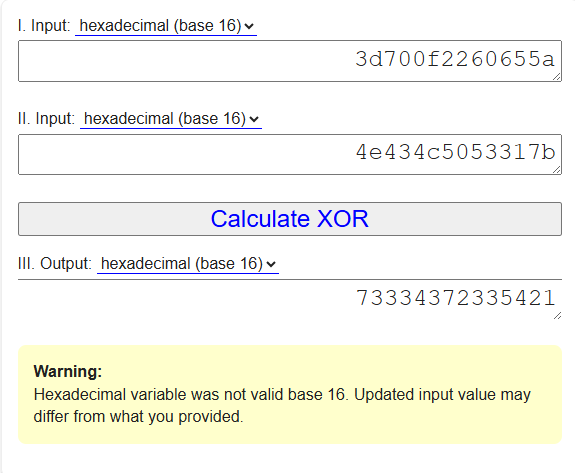 I. Input: hexadecimal (base 16)
3d700f2260655a
II. Input: hexadecimal (base 16)
4e434c5053317b
Calculate XOR
III. Output: hexadecimal (base 16)
73334372335421
Warning:
Hexadecimal variable was not valid base 16. Updated input value may
differ from what you provided.